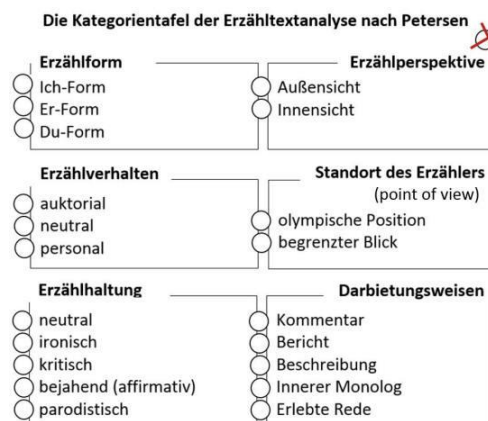 Die Kategorientafel der Erzähltextanalyse nach Petersen
Erzählform
Ich-Form
Er-Form
Du-Form
Erzählperspektive
Außensicht
Innensicht
Erzählverhalten
auktorial
neutral
personal
Standort des Erzählers
(point of view)
olympische Position
begrenzter Blick
Erzählhaltung
neutral
ironisch
kritisch
bejahend (affirmativ)
parodistisch
Darbietungsweisen
Kommentar
Bericht
Beschreibung
Innerer Monolog
Erlebte Rede